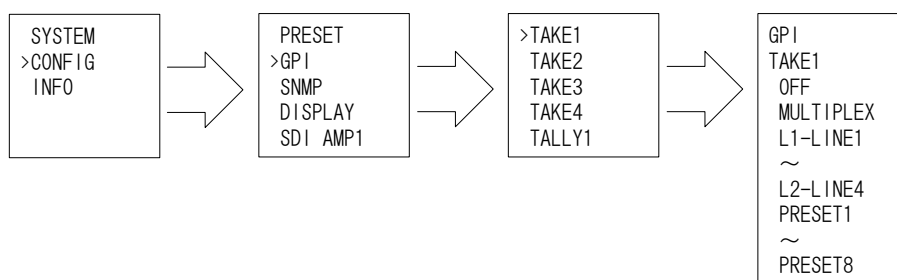 SYSTEM
>CONFIG
INFO
PRESET
>GPI
SNMP
DISPLAY
SDI AMP1
>TAKE1
TAKE2
TAKE3
TAKE4
TALLY1
GPI
TAKE1
OFF
MULTIPLEX
L1-LINE1
～
L2-LINE4
PRESET1
～
PRESET8